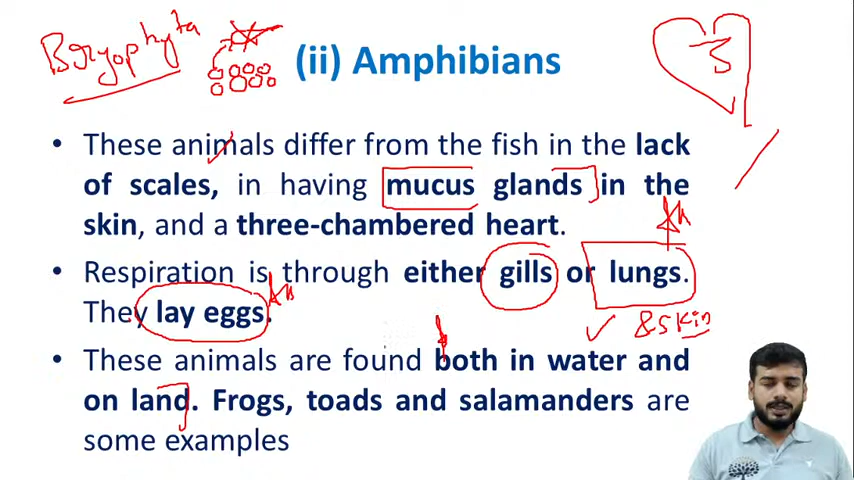 Bryophyta
(ii) Amphibians
3
• These animals differ from the fish in the lack
of scales, in having mucus glands in the
skin, and a three-chambered heart.
• Respiration is through either gills or lungs.
They lay eggs.
& skin
• These animals are found both in water and
on land. Frogs, toads and salamanders are
some examples